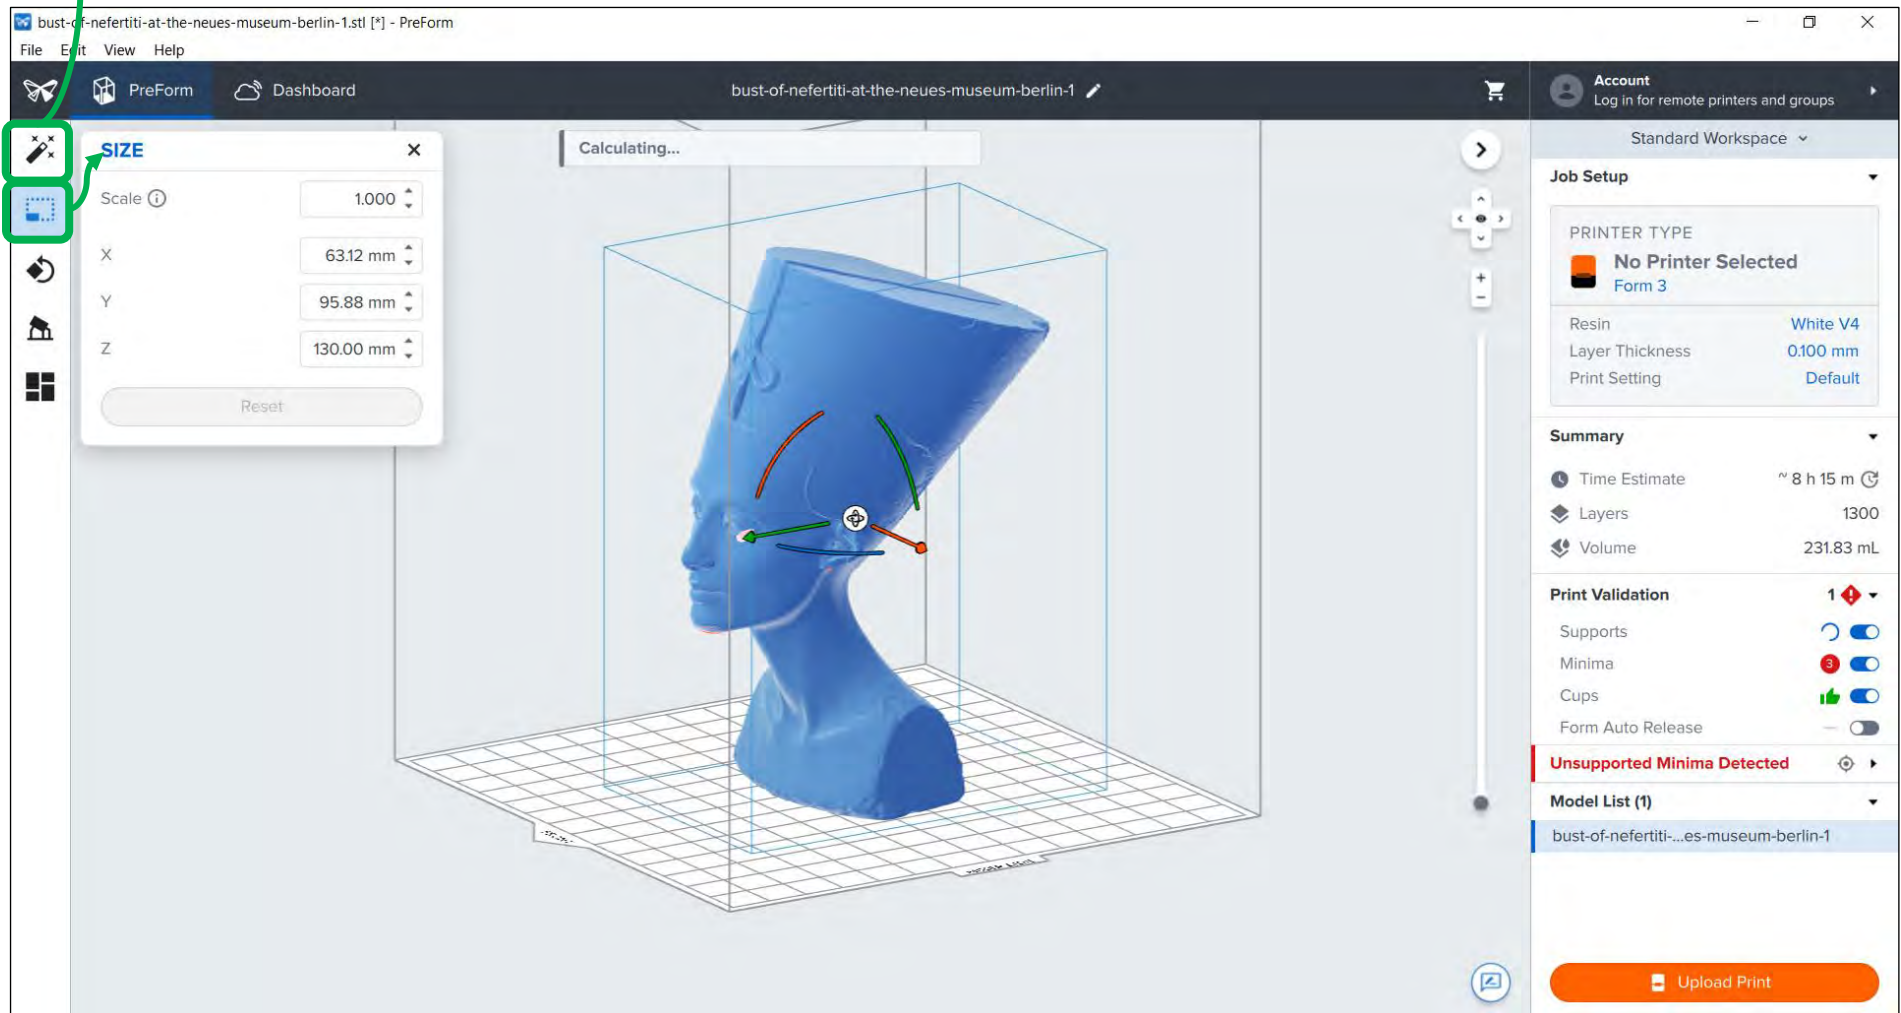 bust-of-nefertiti-at-the-neues-museum-berlin-1.stl [*] - PreForm
File Edit View Help
PreForm
Dashboard
bust-of-nefertiti-at-the-neues-museum-berlin-1
Account
Log in for remote printers and groups
SIZE
Scale
1.000
X
63.12 mm
Y
95.88 mm
Z
130.00 mm
Reset
Calculating...
Standard Workspace
Job Setup
PRINTER TYPE
No Printer Selected
Form 3
Resin White V4
Layer Thickness 0.100 mm
Print Setting Default
Summary
Time Estimate ~ 8 h 15 m
Layers 1300
Volume 231.83 mL
Print Validation 1
Supports
Minima 3
Cups
Form Auto Release
Unsupported Minima Detected
Model List (1)
bust-of-nefertiti-...es-museum-berlin-1
Upload Print